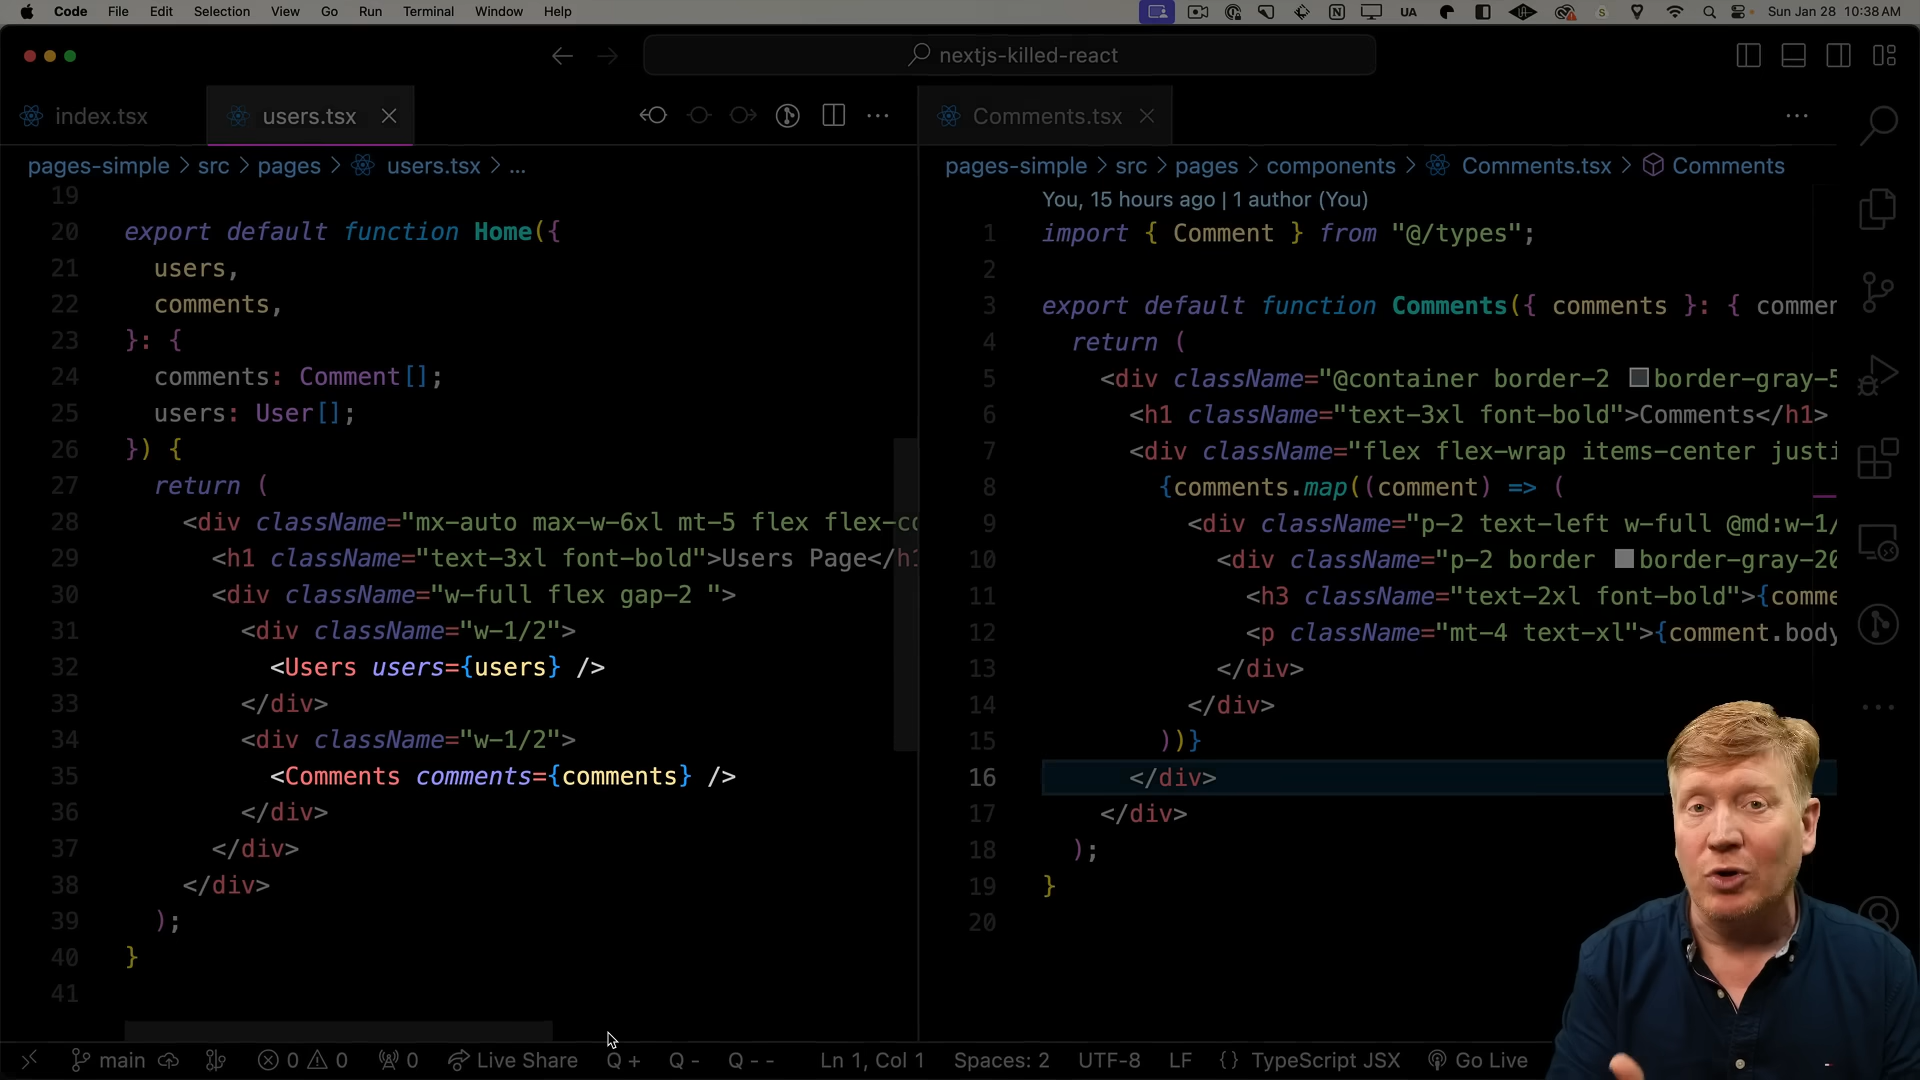 Code File Edit Selection View Go Run Terminal Window Help UA Sun Jan 28 10:38 AM
nextjs-killed-react
index.tsx users.tsx
pages-simple > src > pages > users.tsx > ...
19
20 export default function Home({
21 users,
22 comments,
23 }: {
24 comments: Comment[];
25 users: User[];
26 }) {
27 return (
28 <div className="mx-auto max-w-6xl mt-5 flex flex-co
29 <h1 className="text-3xl font-bold">Users Page</h1
30 <div className="w-full flex gap-2 ">
31 <div className="w-1/2">
32 <Users users={users} />
33 </div>
34 <div className="w-1/2">
35 <Comments comments={comments} />
36 </div>
37 </div>
38 </div>
39 );
40 }
41
Comments.tsx
pages-simple > src > pages > components > Comments.tsx > Comments
You, 15 hours ago | 1 author (You)
1 import { Comment } from "@/types";
2
3 export default function Comments({ comments }: { commen
4 return (
5 <div className="@container border-2 border-gray-5
6 <h1 className="text-3xl font-bold">Comments</h1>
7 <div className="flex flex-wrap items-center justi
8 {comments.map((comment) => (
9 <div className="p-2 text-left w-full @md:w-1/
10 <div className="p-2 border border-gray-20
11 <h3 className="text-2xl font-bold">{comme
12 <p className="mt-4 text-xl">{comment.body
13 </div>
14 </div>
15 ))}
16 </div>
17 </div>
18 );
19 }
20
main 0 0 0 Live Share Q + Q - Q - - Ln 1, Col 1 Spaces: 2 UTF-8 LF {} TypeScript JSX Go Live